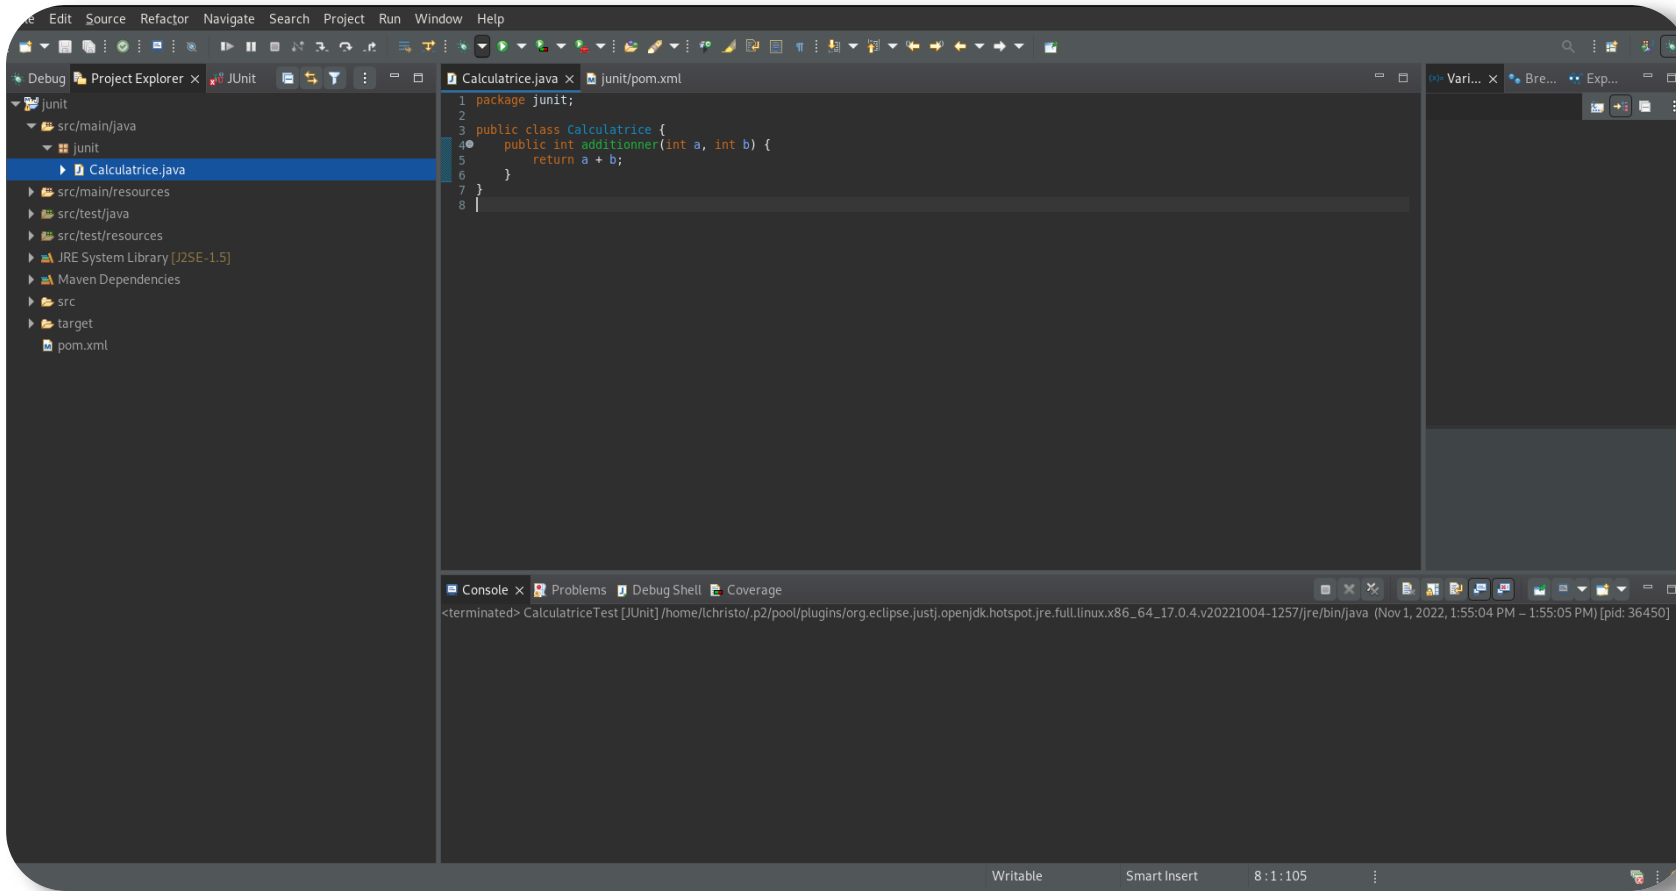 Edit Source Refactor Navigate Search Project Run Window Help
Debug Project Explorer JUnit
junit
src/main/java
junit
Calculatrice.java
src/main/resources
src/test/java
src/test/resources
JRE System Library [J2SE-1.5]
Maven Dependencies
src
target
pom.xml
Calculatrice.java junit/pom.xml
1 package junit;
2
3 public class Calculatrice {
4 public int additionner(int a, int b) {
5 return a + b;
6 }
7 }
8
(x)= Vari... Bre... Exp...
Console Problems Debug Shell Coverage
<terminated> CalculatriceTest [JUnit] /home/lchristo/.p2/pool/plugins/org.eclipse.justj.openjdk.hotspot.jre.full.linux.x86_64_17.0.4.v20221004-1257/jre/bin/java (Nov 1, 2022, 1:55:04 PM – 1:55:05 PM) [pid: 36450]
Writable Smart Insert 8 : 1 : 105